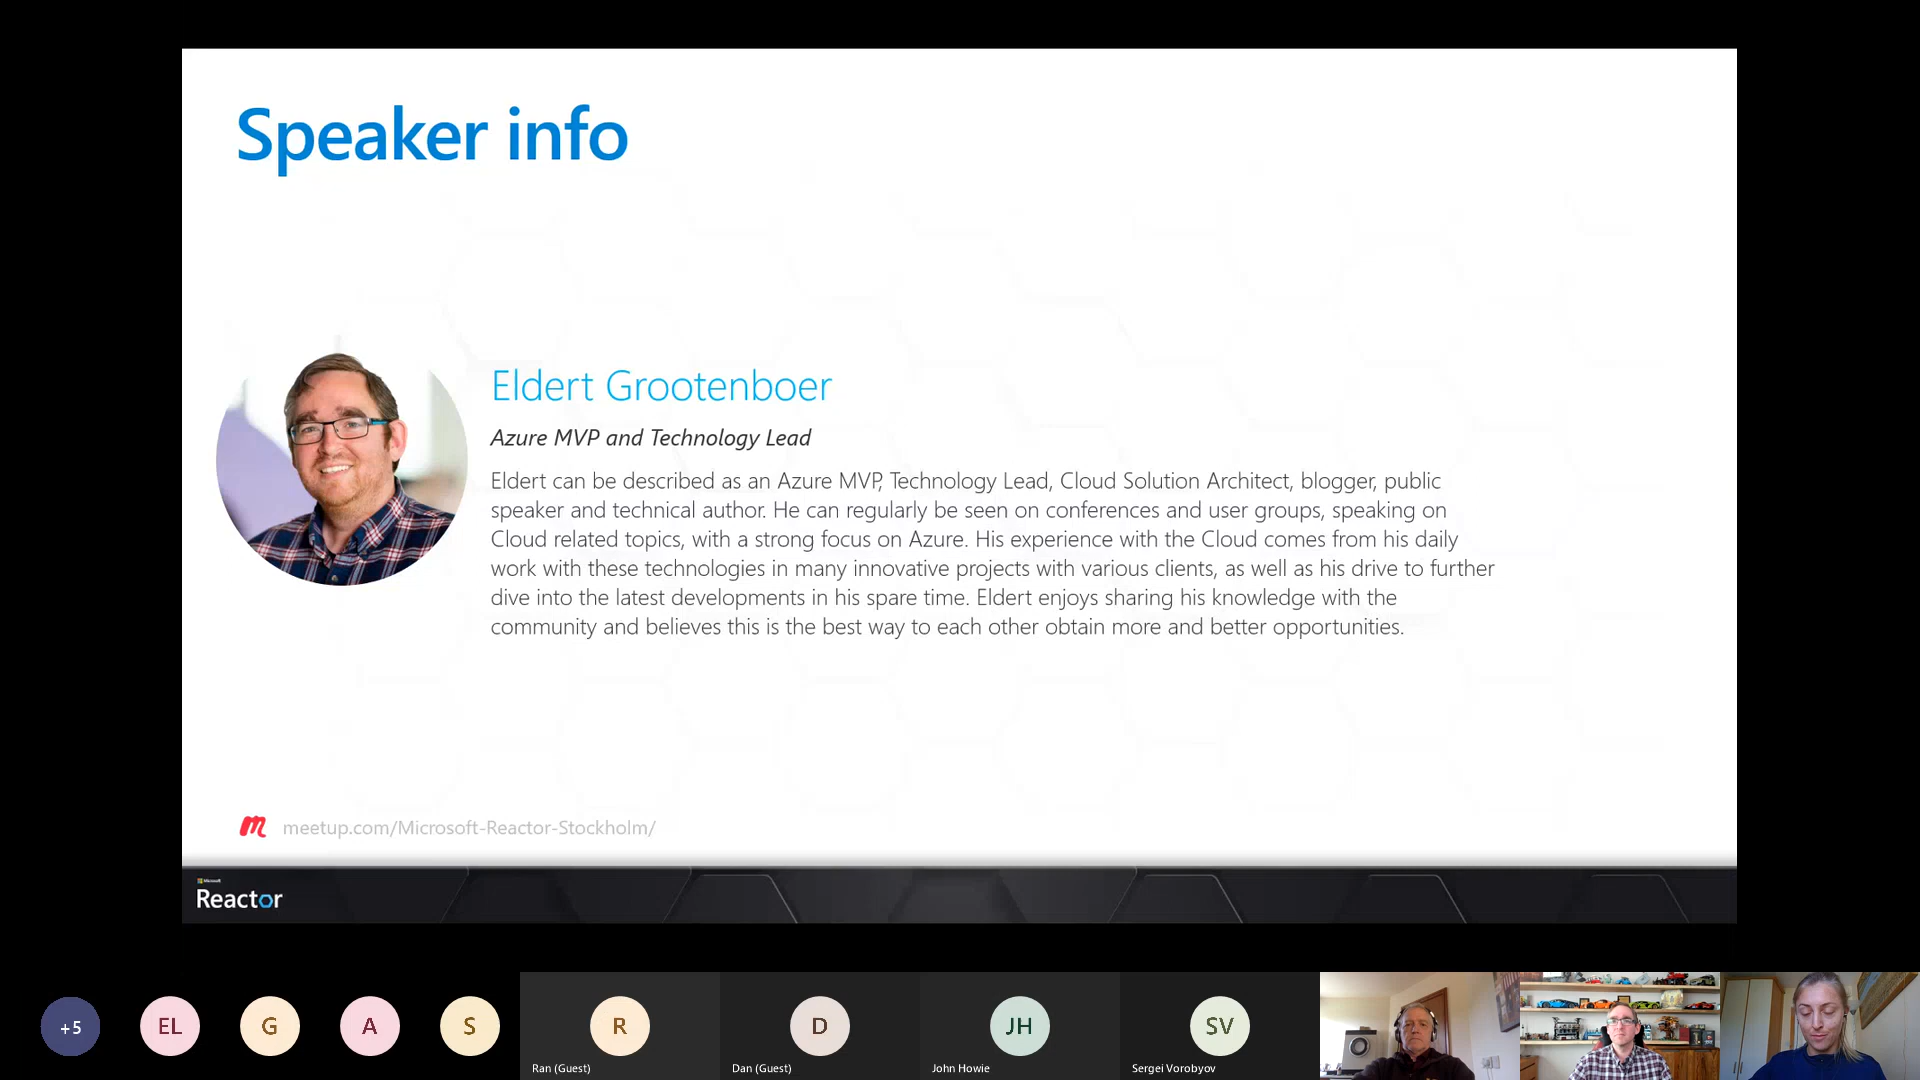 Speaker info
Eldert Grootenboer
Azure MVP and Technology Lead
Eldert can be described as an Azure MVP, Technology Lead, Cloud Solution Architect, blogger, public
speaker and technical author. He can regularly be seen on conferences and user groups, speaking on
Cloud related topics, with a strong focus on Azure. His experience with the Cloud comes from his daily
work with these technologies in many innovative projects with various clients, as well as his drive to further
dive into the latest developments in his spare time. Eldert enjoys sharing his knowledge with the
community and believes this is the best way to each other obtain more and better opportunities.
meetup.com/Microsoft-Reactor-Stockholm/
Microsoft
Reactor
+5
EL
G
A
S
R
D
JH
SV
Ran (Guest)
Dan (Guest)
John Howie
Sergei Vorobyov